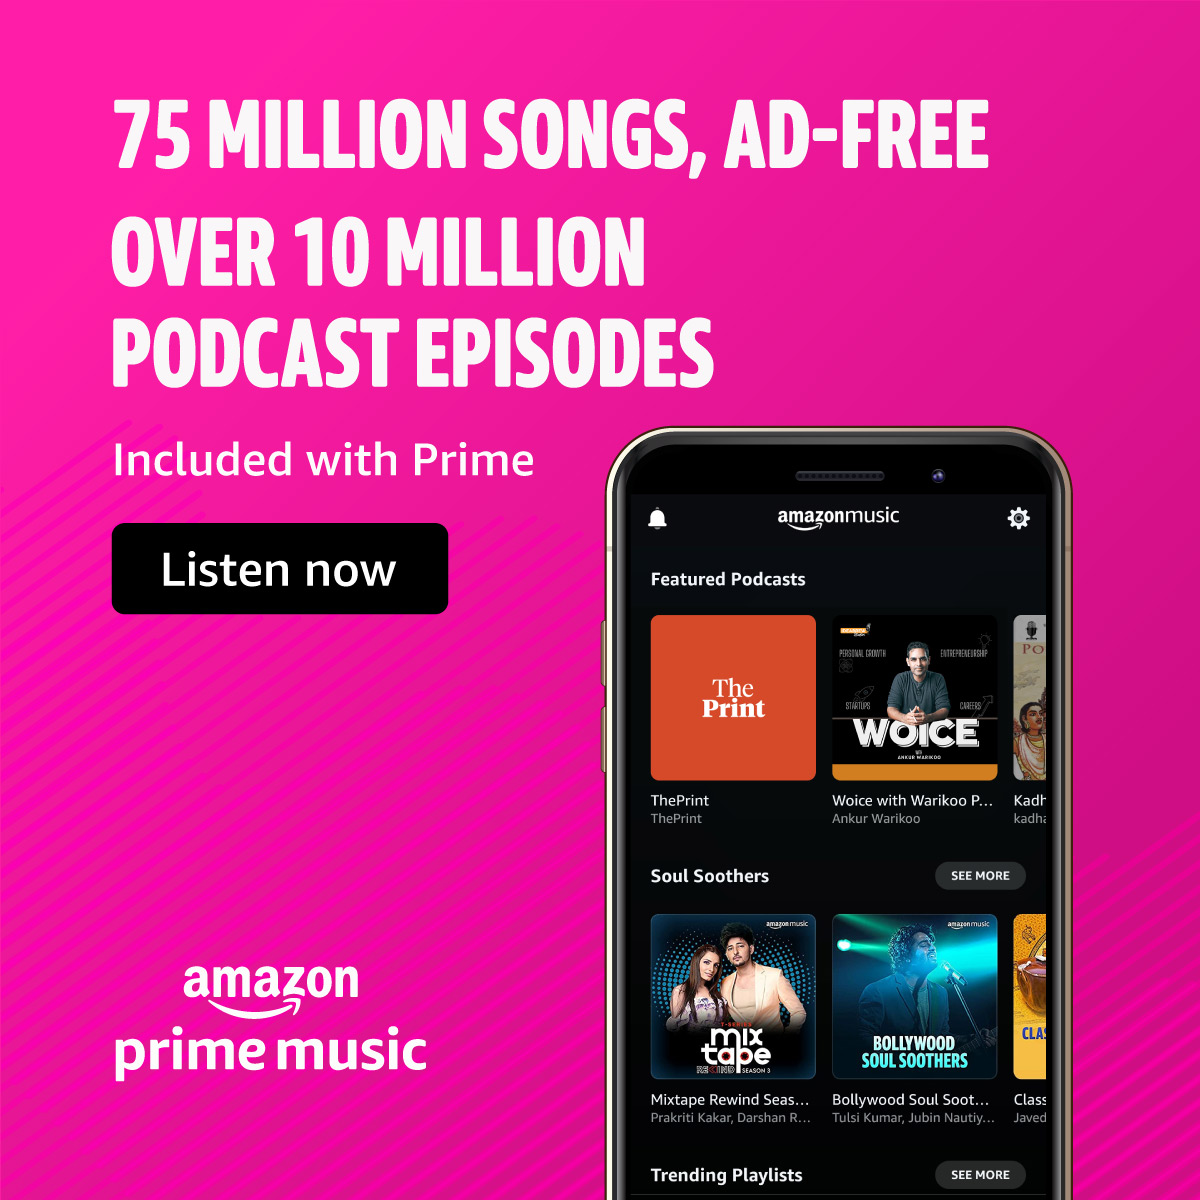 75 MILLION SONGS, AD-FREE
OVER 10 MILLION
PODCAST EPISODES
Included with Prime
Listen now
amazon
prime music
amazonmusic
Featured Podcasts
The
Print
PERSONAL GROWTH
ENTREPRENEURSHIP
STARTUPS
CAREERS
WOICE
WITH
ANKUR WARIKOO
PO
ThePrint
ThePrint
Woice with Warikoo P...
Ankur Warikoo
Kadh
kadha
Soul Soothers
SEE MORE
amazonmusic
T-SERIES
mix
tape
REWIND SEASON 3
amazonmusic
BOLLYWOOD
SOUL SOOTHERS
CLAS
Mixtape Rewind Seas...
Prakriti Kakar, Darshan R...
Bollywood Soul Soot...
Tulsi Kumar, Jubin Nautiy...
Class
Javed
Trending Playlists
SEE MORE